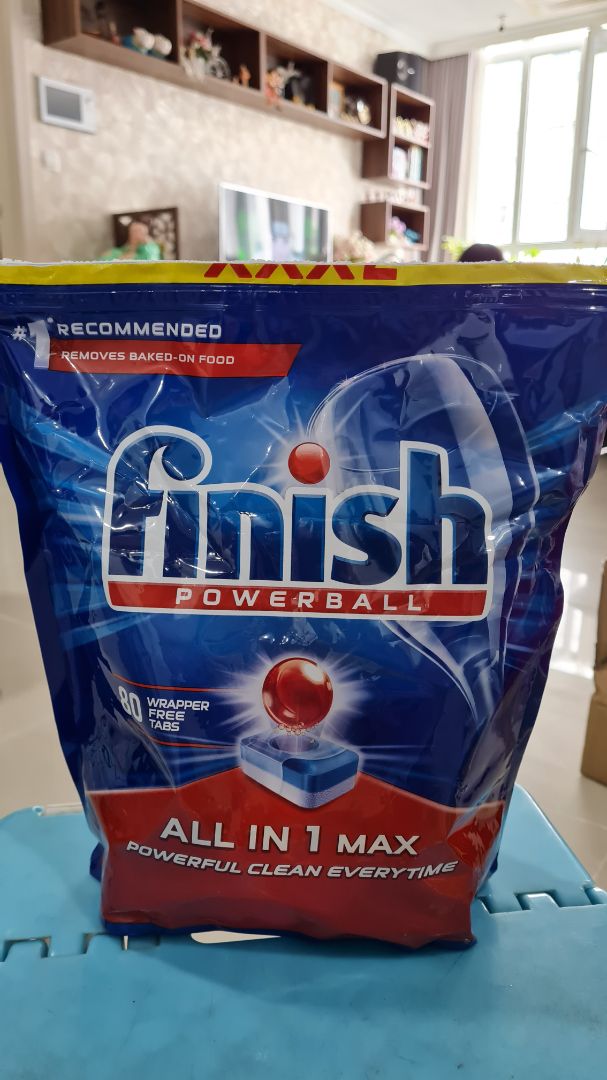 XXXL
#1 RECOMMENDED
REMOVES BAKED-ON FOOD
finish
POWERBALL
80 WRAPPER
FREE
TABS
ALL IN 1 MAX
POWERFUL CLEAN EVERYTIME